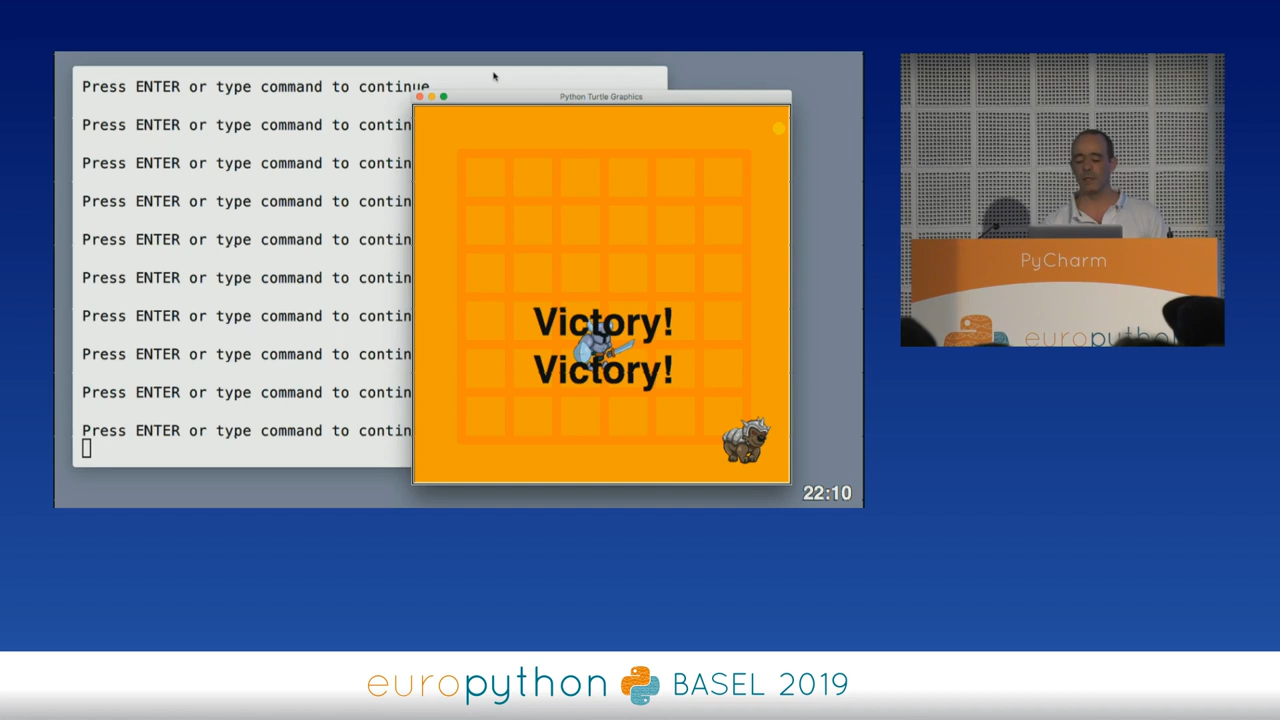 Press ENTER or type command to continue
Press ENTER or type command to contin
Press ENTER or type command to contin
Press ENTER or type command to contin
Press ENTER or type command to contin
Press ENTER or type command to contin
Press ENTER or type command to contin
Press ENTER or type command to contin
Press ENTER or type command to contin
Press ENTER or type command to contin
Python Turtle Graphics
Victory!
Victory!
22:10
PyCharm
europython
europython BASEL 2019